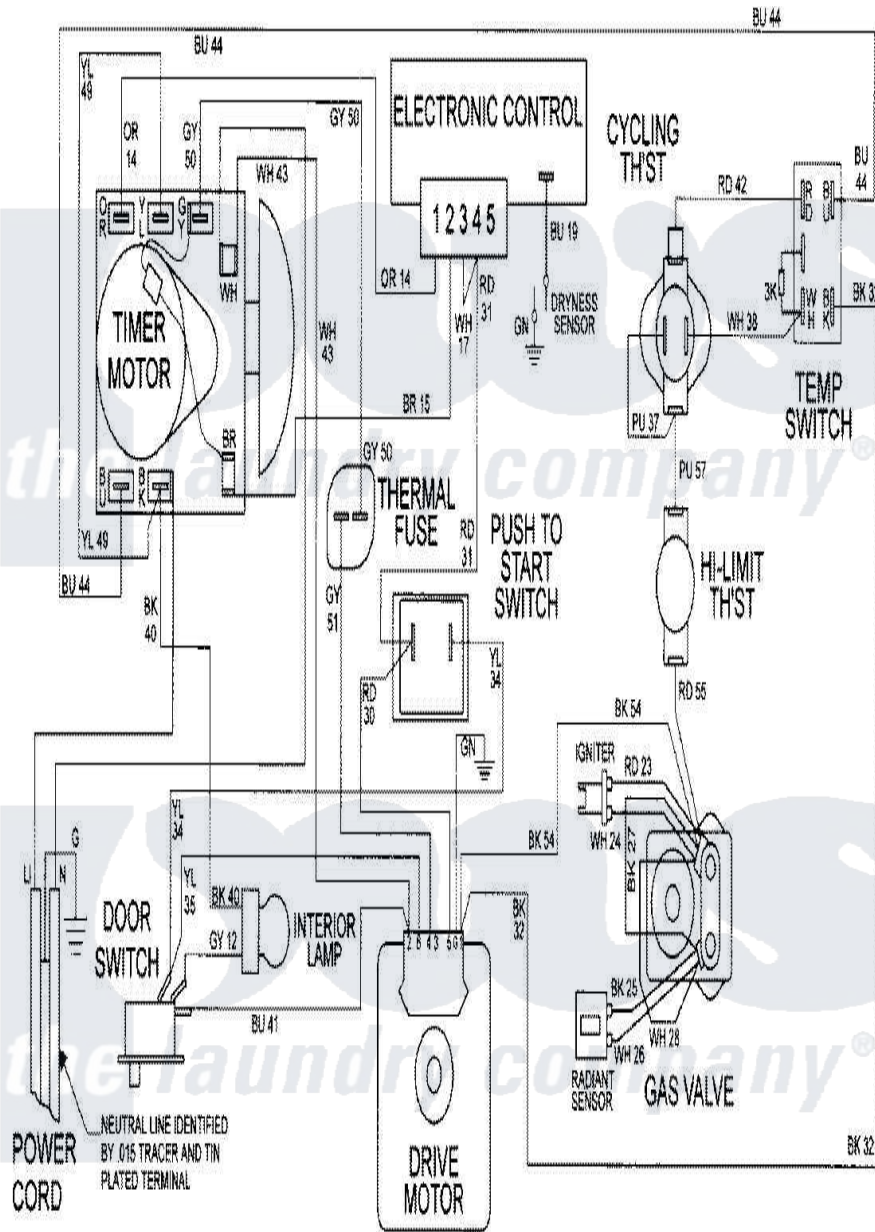 BU 44
BU 44
YL
49
OR
14
GY
50
GY 50
ELECTRONIC CONTROL
CYCLING
TH'ST
BU
44
RD 42
WH 43
O
R
Y
L
G
Y
1 2 3 4 5
R
D
B
U
BU 19
WH
OR 14
RD
31
3K
W
H
B
K
BK 3
DRYNESS
SENSOR
GN
WH
17
WH
43
TIMER
MOTOR
WH 38
TEMP
SWITCH
BR 15
PU 37
BR
GY 50
PU 57
the laundry company®
B
U
B
K
THERMAL
FUSE
RD
31
PUSH TO
START
SWITCH
YL 49
HI-LIMIT
TH'ST
BU 44
BK
40
GY
51
YL
34
RD
30
RD 55
BK 54
GN
IGNITER
RD 23
YL
34
G
LI
N
WH 24
BK 27
BK 54
YL
35
BK 40
DOOR
SWITCH
GY 12
INTERIOR
LAMP
BK
32
BU 41
BK 25
WH 28
WH 26
the laundry company®
RADIANT
SENSOR
GAS VALVE
NEUTRAL LINE IDENTIFIED
BY .015 TRACER AND TIN
PLATED TERMINAL
POWER
CORD
DRIVE
MOTOR
BK 32